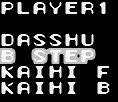 PLAYER1
DASSHU
B STEP
KAIHI F
KAIHI B